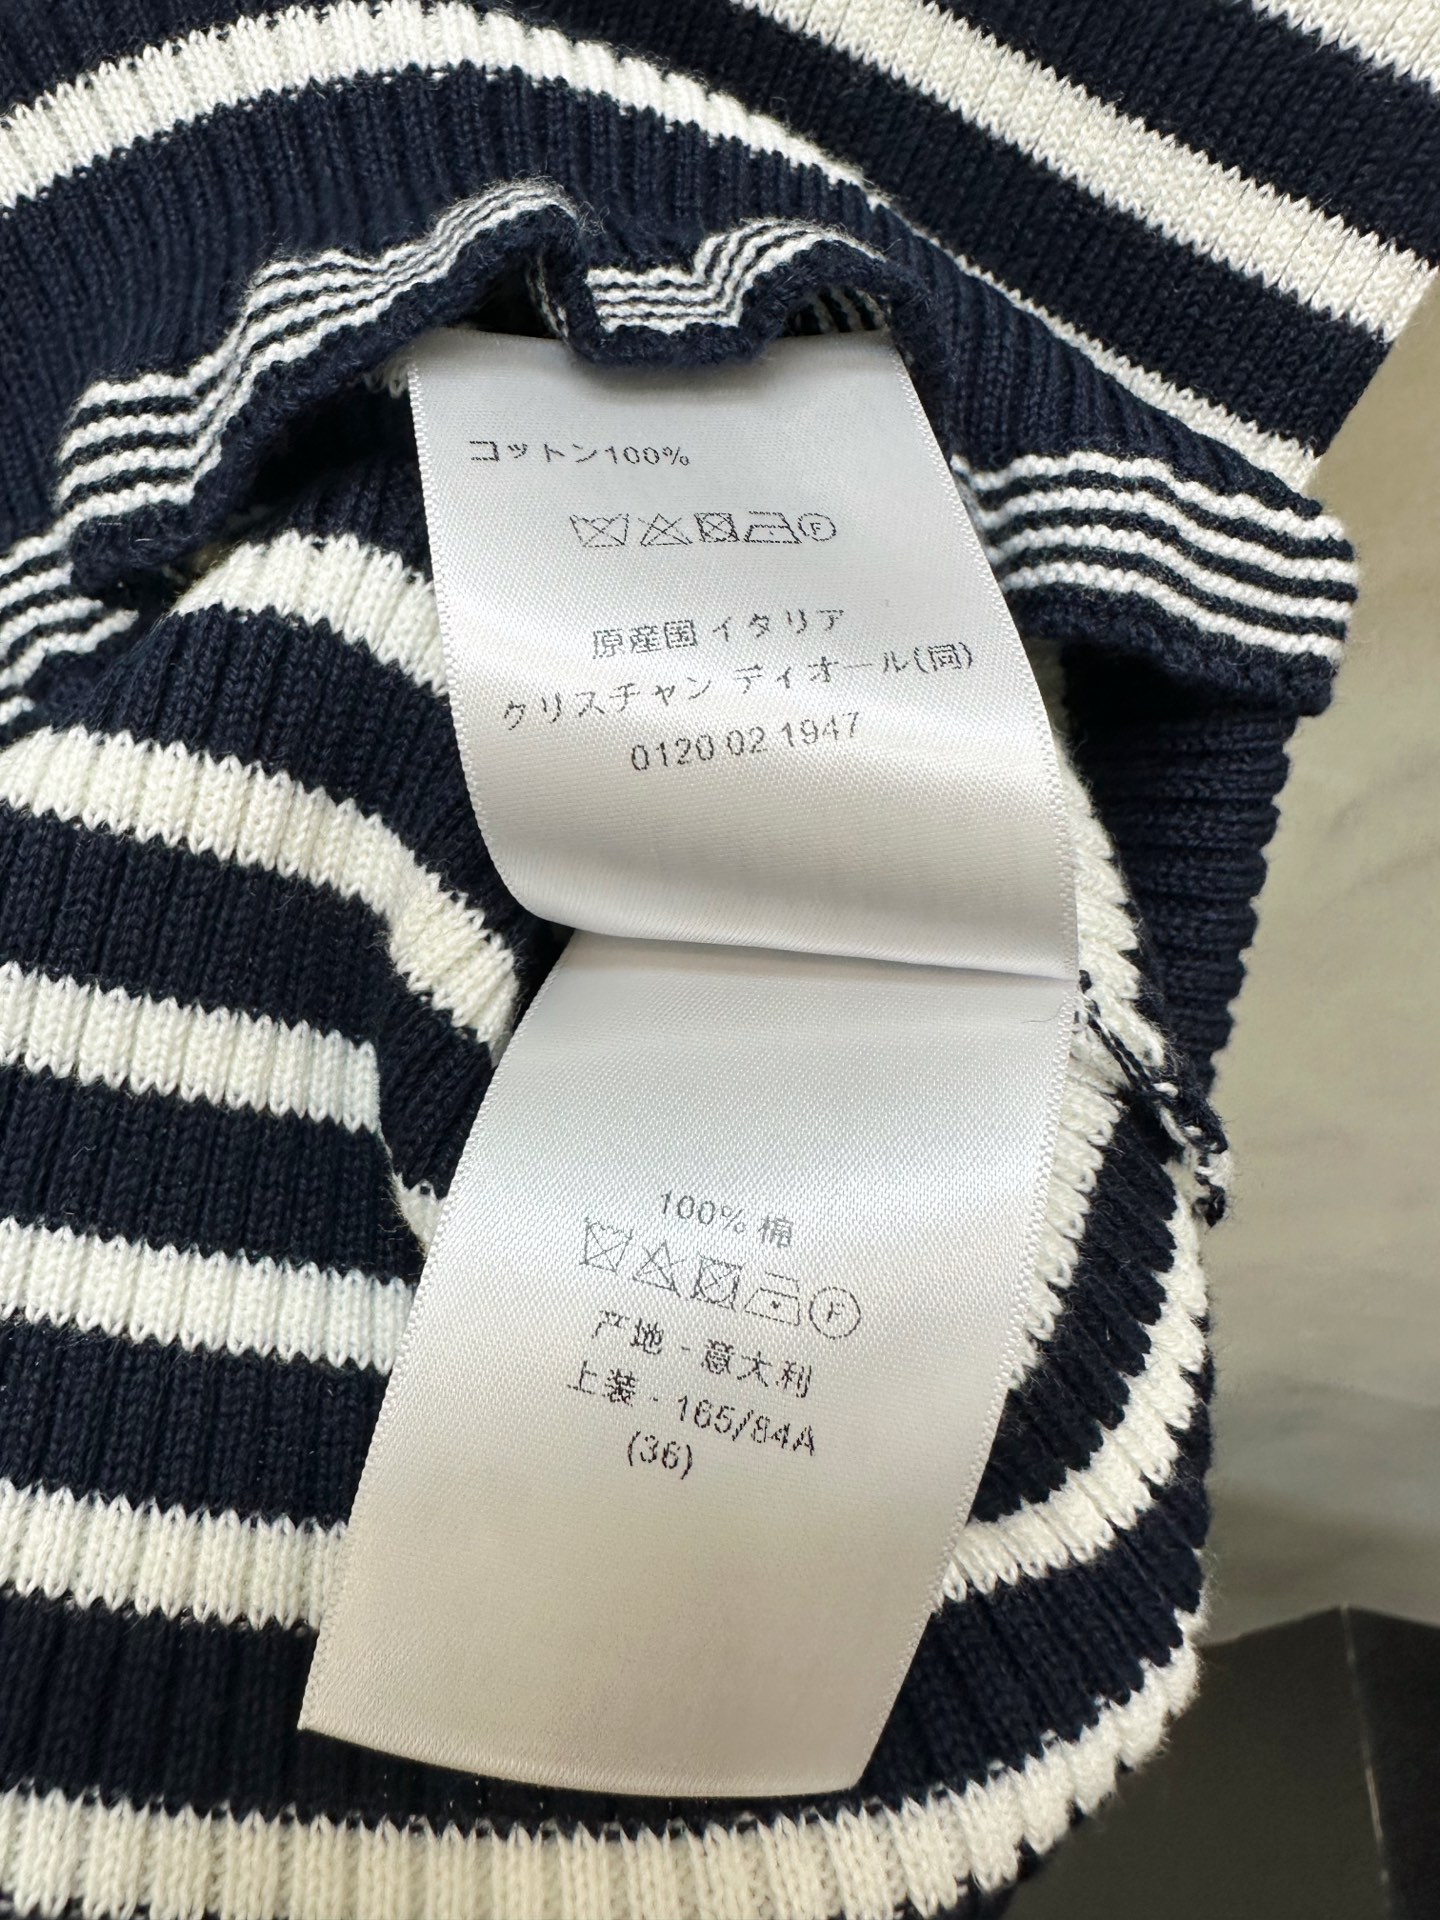 コットン100%
F
原産国 イタリア
クリスチャン ディオール(同)
0120 02 1947
100% 棉
F
产地 - 意大利
上装 - 165/84A
(36)